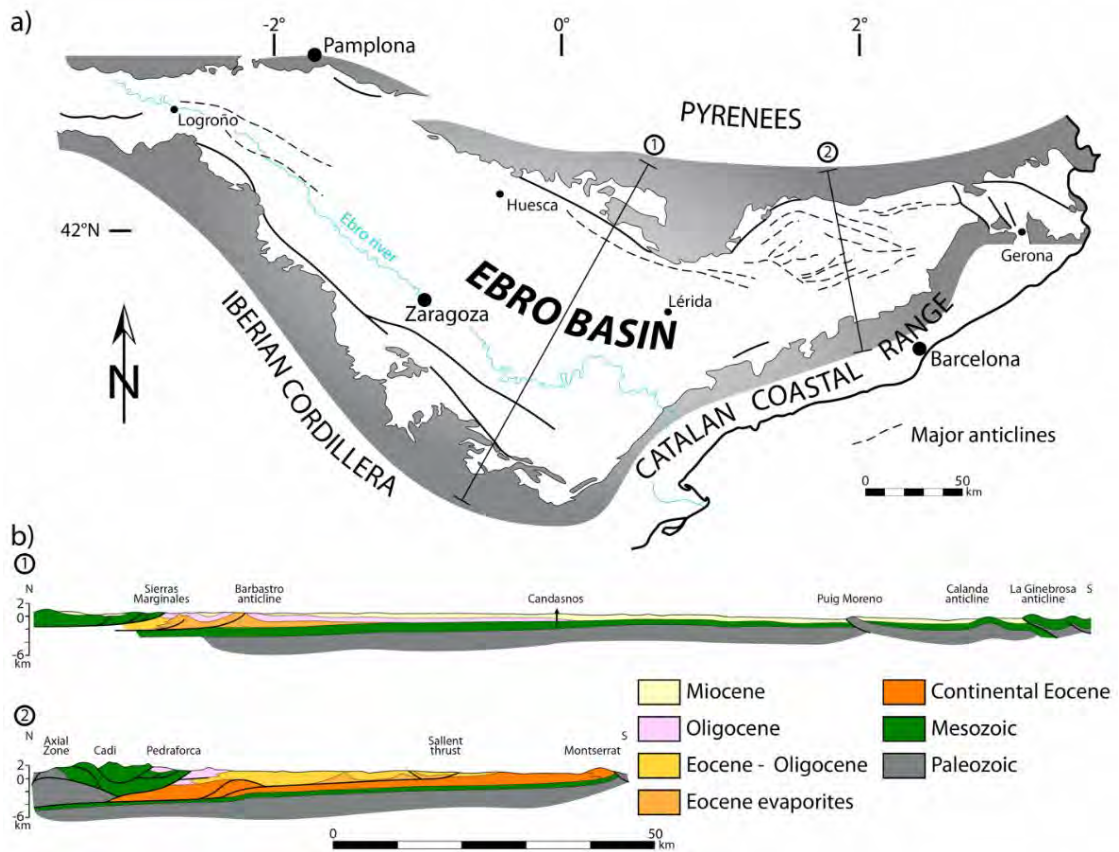 a)
-2°
0°
2°
Pamplona
Logroño
PYRENEES
1
2
Huesca
42°N
Ebro river
Gerona
EBRO BASIN
Lérida
Zaragoza
IBERIAN CORDILLERA
CATALAN COASTAL RANGE
Barcelona
N
Major anticlines
0 50
km
b)
1
N
Sierras
Marginales
Barbastro
anticline
Candasnos
Puig Moreno
Calanda
anticline
La Ginebrosa
anticline
S
2
0
-6
km
2
N
Axial
Zone
Cadi
Pedraforca
Sallent
thrust
Montserrat
S
2
0
-6
km
0 50
km
Miocene
Oligocene
Eocene - Oligocene
Eocene evaporites
Continental Eocene
Mesozoic
Paleozoic